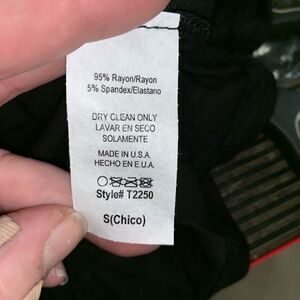 95% Rayon/Rayon
5% Spandex/Elastano
DRY CLEAN ONLY
LAVAR EN SECO
SOLAMENTE
MADE IN U.S.A.
HECHO EN E.U.A.
Style# T2250
S(Chico)